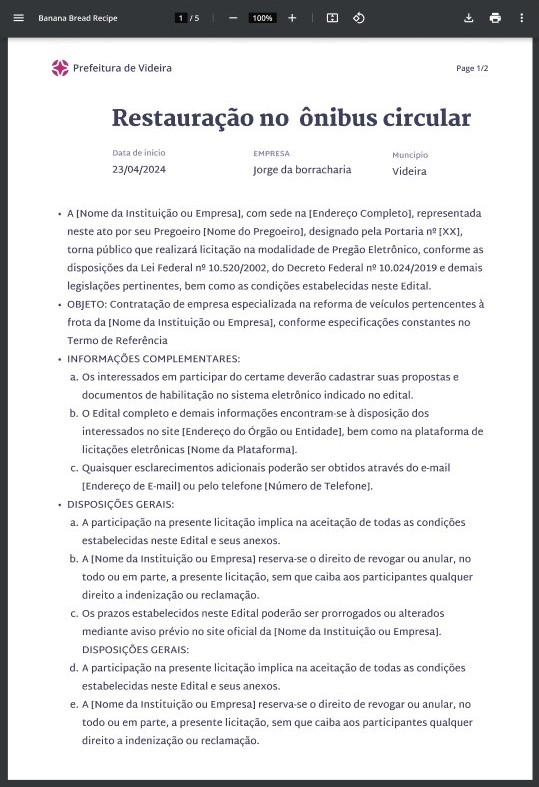 Banana Bread Recipe
1 / 5
100%
Prefeitura de Videira
Page 1/2
Restauração no ônibus circular
Data de início
EMPRESA
Muncipio
23/04/2024
Jorge da borracharia
Videira
• A [Nome da Instituição ou Empresa], com sede na [Endereço Completo], representada
neste ato por seu Pregoeiro [Nome do Pregoeiro], designado pela Portaria nº [XX],
torna público que realizará licitação na modalidade de Pregão Eletrônico, conforme as
disposições da Lei Federal nº 10.520/2002, do Decreto Federal nº 10.024/2019 e demais
legislações pertinentes, bem como as condições estabelecidas neste Edital.
• OBJETO: Contratação de empresa especializada na reforma de veículos pertencentes à
frota da [Nome da Instituição ou Empresa], conforme especificações constantes no
Termo de Referência
• INFORMAÇÕES COMPLEMENTARES:
a. Os interessados em participar do certame deverão cadastrar suas propostas e
documentos de habilitação no sistema eletrônico indicado no edital.
b. O Edital completo e demais informações encontram-se à disposição dos
interessados no site [Endereço do Órgão ou Entidade], bem como na plataforma de
licitações eletrônicas [Nome da Plataforma].
c. Quaisquer esclarecimentos adicionais poderão ser obtidos através do e-mail
[Endereço de E-mail] ou pelo telefone [Número de Telefone].
• DISPOSIÇÕES GERAIS:
a. A participação na presente licitação implica na aceitação de todas as condições
estabelecidas neste Edital e seus anexos.
b. A [Nome da Instituição ou Empresa] reserva-se o direito de revogar ou anular, no
todo ou em parte, a presente licitação, sem que caiba aos participantes qualquer
direito a indenização ou reclamação.
c. Os prazos estabelecidos neste Edital poderão ser prorrogados ou alterados
mediante aviso prévio no site oficial da [Nome da Instituição ou Empresa].
DISPOSIÇÕES GERAIS:
d. A participação na presente licitação implica na aceitação de todas as condições
estabelecidas neste Edital e seus anexos.
e. A [Nome da Instituição ou Empresa] reserva-se o direito de revogar ou anular, no
todo ou em parte, a presente licitação, sem que caiba aos participantes qualquer
direito a indenização ou reclamação.